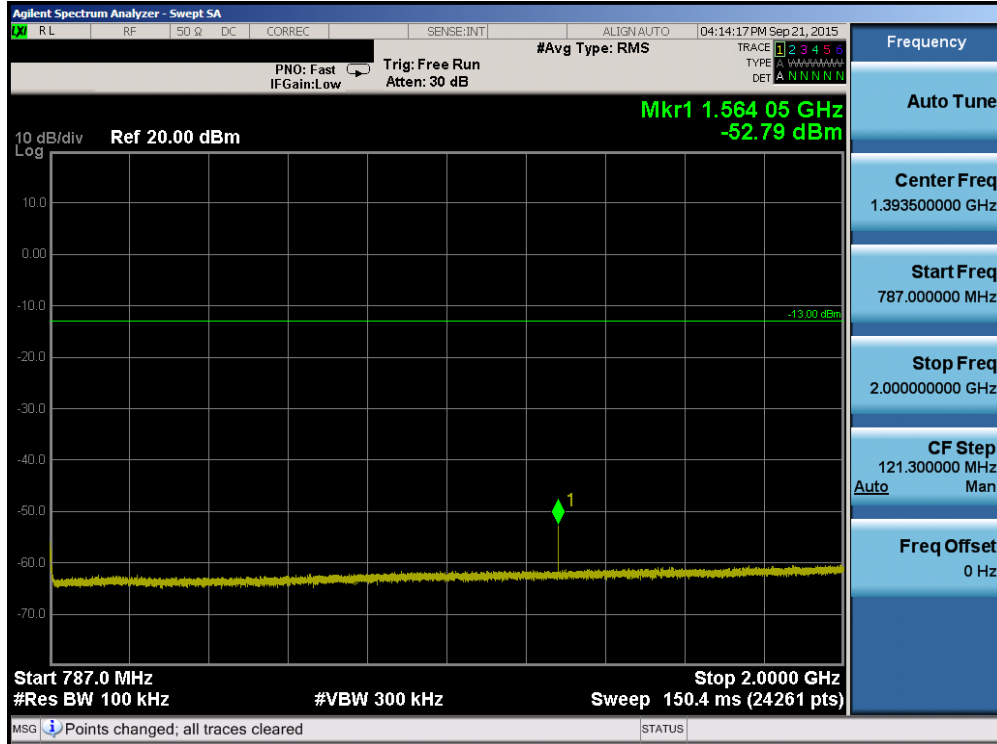 Agilent Spectrum Analyzer - Swept SA
LXI RL RF 50 Ω DC CORREC SENSE:INT ALIGNAUTO 04:14:17PM Sep 21, 2015
#Avg Type: RMS TRACE 1 2 3 4 5 6
PNO: Fast Trig: Free Run TYPE A WWWWW
IFGain:Low Atten: 30 dB DET A N N N N N
Mkr1 1.564 05 GHz
10 dB/div Ref 20.00 dBm -52.79 dBm
Log
10.0
0.00
-10.0
-13.00 dBm
-20.0
-30.0
-40.0
-50.0
1
-60.0
-70.0
Start 787.0 MHz Stop 2.0000 GHz
#Res BW 100 kHz #VBW 300 kHz Sweep 150.4 ms (24261 pts)
MSG Points changed; all traces cleared STATUS
Frequency
Auto Tune
Center Freq
1.393500000 GHz
Start Freq
787.000000 MHz
Stop Freq
2.000000000 GHz
CF Step
121.300000 MHz
Auto Man
Freq Offset
0 Hz